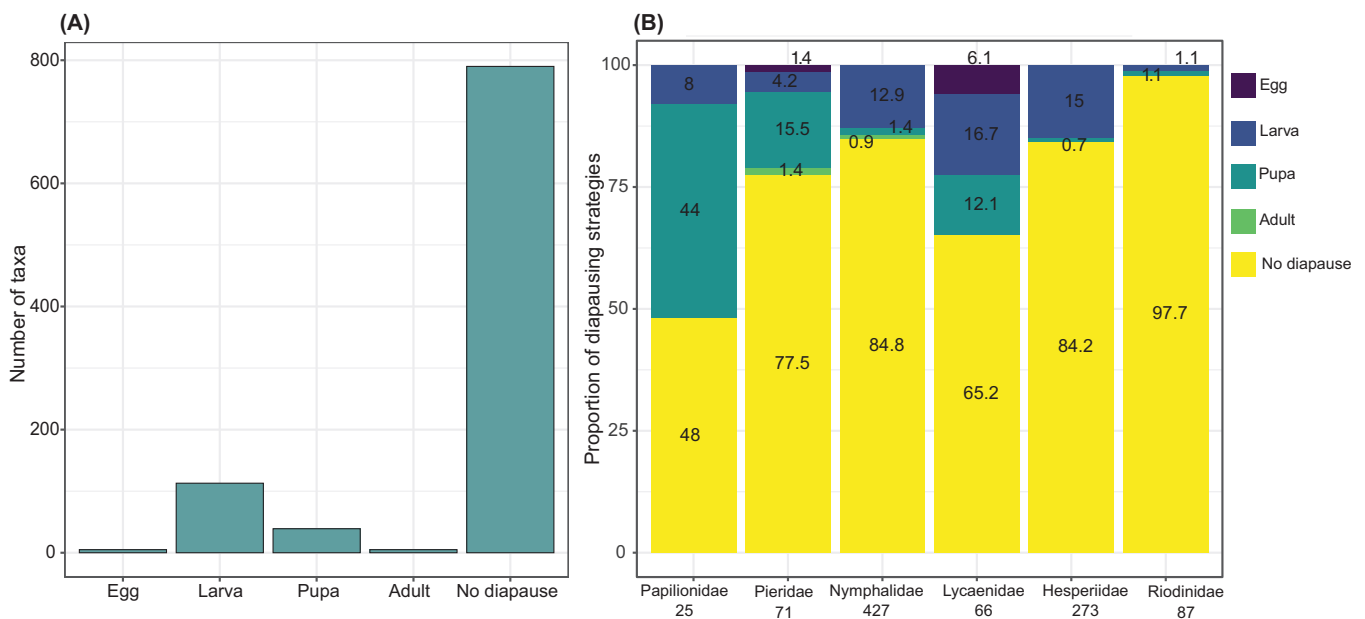 (A)
Number of taxa
800
600
400
200
0
Egg Larva Pupa Adult No diapause
(B)
Proportion of diapausing strategies
100
75
50
25
0
8
44
48
1.4
4.2
15.5
1.4
77.5
12.9
1.4
0.9
84.8
6.1
16.7
12.1
65.2
15
0.7
84.2
1.1
1.1
97.7
Papilionidae Pieridae Nymphalidae Lycaenidae Hesperiidae Riodinidae
25 71 427 66 273 87
Egg
Larva
Pupa
Adult
No diapause